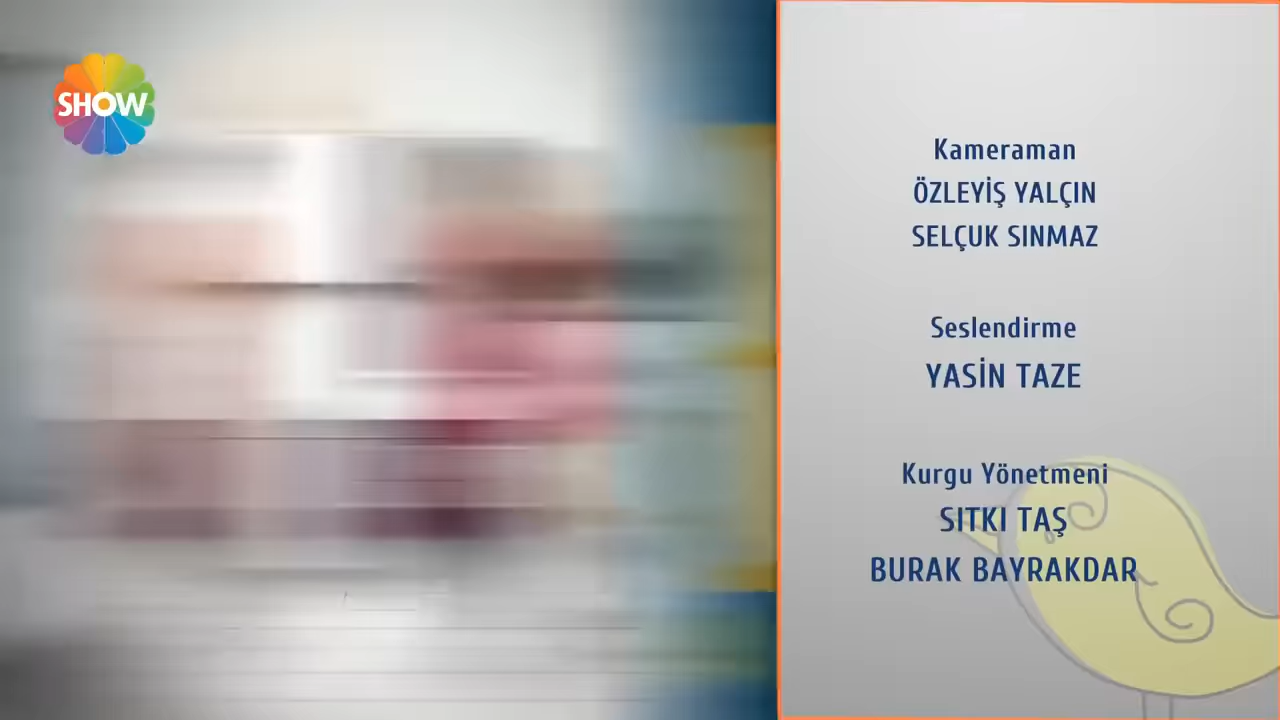 SHOW
Kameraman
ÖZLEYİŞ YALÇIN
SELÇUK SINMAZ
Seslendirme
YASİN TAZE
Kurgu Yönetmeni
SITKI TAŞ
BURAK BAYRAKDAR